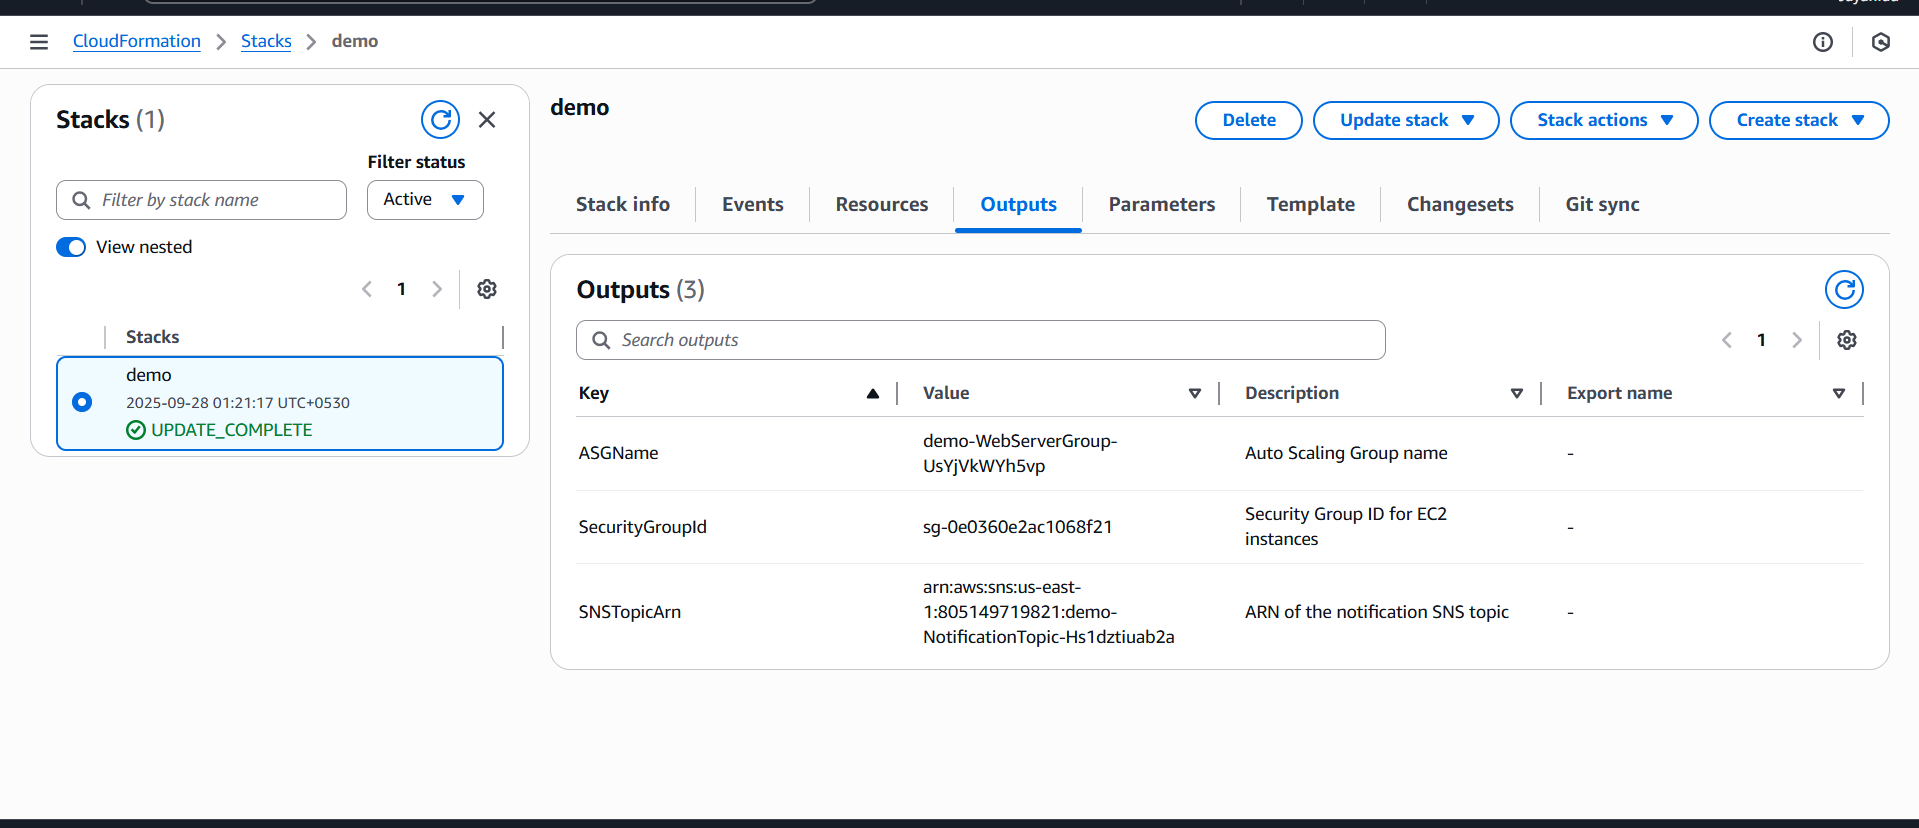 CloudFormation
Stacks
demo
Stacks (1)
Filter status
Filter by stack name
Active
View nested
1
Stacks
demo
2025-09-28 01:21:17 UTC+0530
UPDATE_COMPLETE
demo
Delete
Update stack
Stack actions
Create stack
Stack info
Events
Resources
Outputs
Parameters
Template
Changesets
Git sync
Outputs (3)
Search outputs
1
Key
Value
Description
Export name
ASGName
demo-WebServerGroup-
UsYjVkWYh5vp
Auto Scaling Group name
-
SecurityGroupId
sg-0e0360e2ac1068f21
Security Group ID for EC2
instances
-
SNSTopicArn
arn:aws:sns:us-east-
1:805149719821:demo-
NotificationTopic-Hs1dztiuab2a
ARN of the notification SNS topic
-